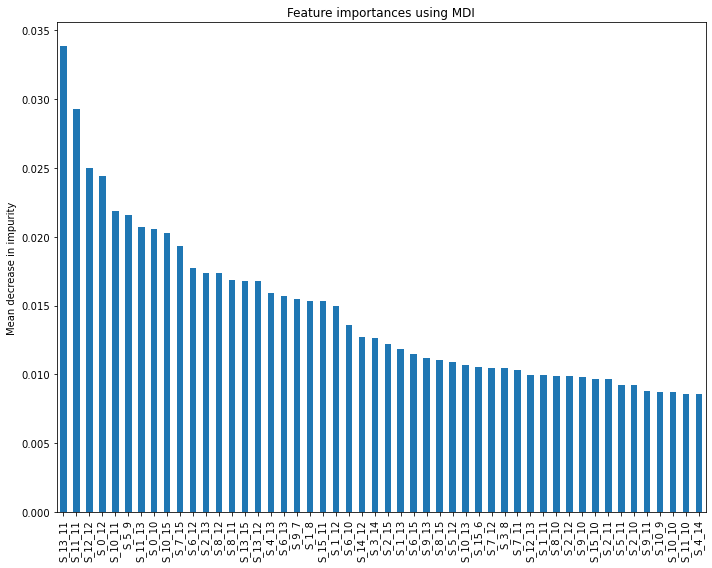 Feature importances using MDI
Mean decrease in impurity
0.035
0.030
0.025
0.020
0.015
0.010
0.005
0.000
S_13_11
S_11_11
S_12_12
S_0_12
S_10_11
S_5_9
S_11_13
S_0_10
S_10_15
S_7_15
S_6_12
S_2_13
S_8_12
S_8_11
S_13_15
S_13_12
S_4_13
S_6_13
S_9_7
S_1_8
S_15_11
S_1_12
S_6_10
S_14_12
S_3_14
S_2_15
S_1_13
S_6_15
S_9_13
S_8_15
S_5_12
S_10_13
S_15_6
S_7_12
S_3_8
S_7_11
S_12_13
S_1_11
S_8_10
S_2_12
S_9_10
S_15_10
S_2_11
S_5_11
S_2_10
S_9_11
S_10_9
S_10_10
S_11_10
S_4_14